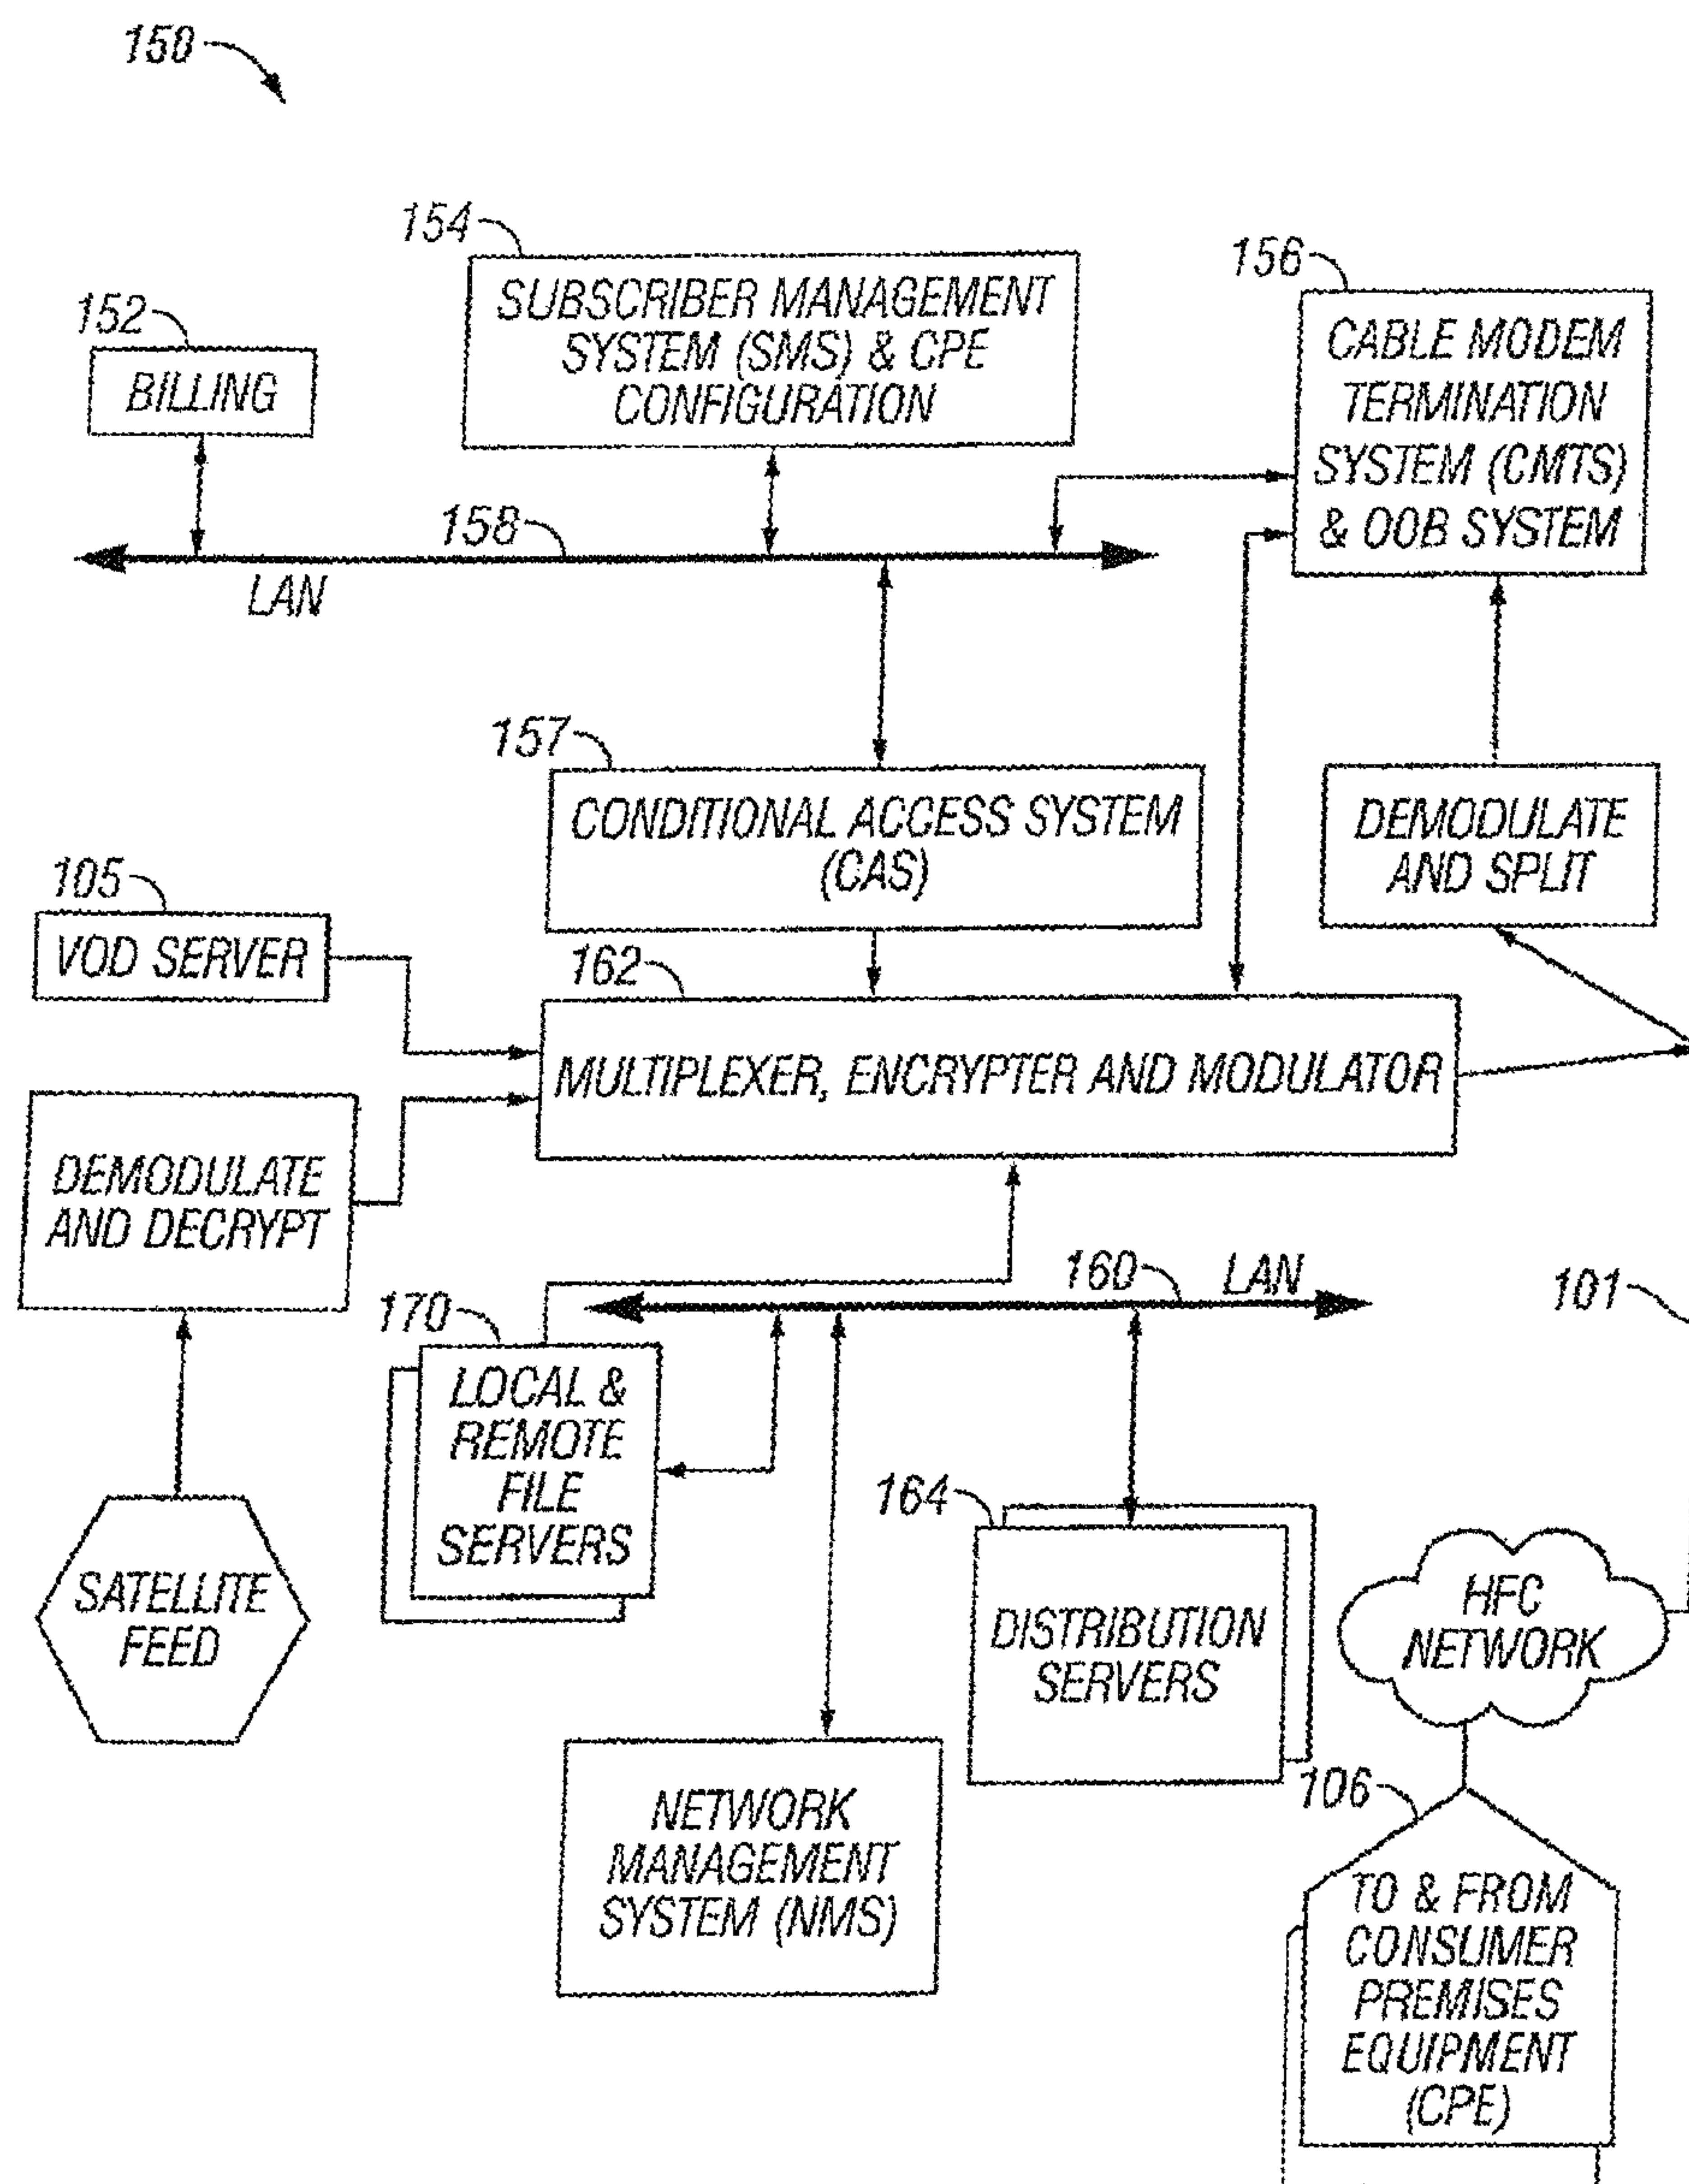 150
154
SUBSCRIBER MANAGEMENT
SYSTEM (SMS) & CPE
CONFIGURATION
156
CABLE MODEM
TERMINATION
SYSTEM (CMTS)
& OOB SYSTEM
152
BILLING
158
LAN
157
CONDITIONAL ACCESS SYSTEM
(CAS)
DEMODULATE
AND SPLIT
105
VOD SERVER
162
MULTIPLEXER, ENCRYPTER AND MODULATOR
DEMODULATE
AND DECRYPT
160
LAN
101
170
LOCAL &
REMOTE
FILE
SERVERS
164
DISTRIBUTION
SERVERS
HFC
NETWORK
SATELLITE
FEED
106
NETWORK
MANAGEMENT
SYSTEM (NMS)
TO & FROM
CONSUMER
PREMISES
EQUIPMENT
(CPE)